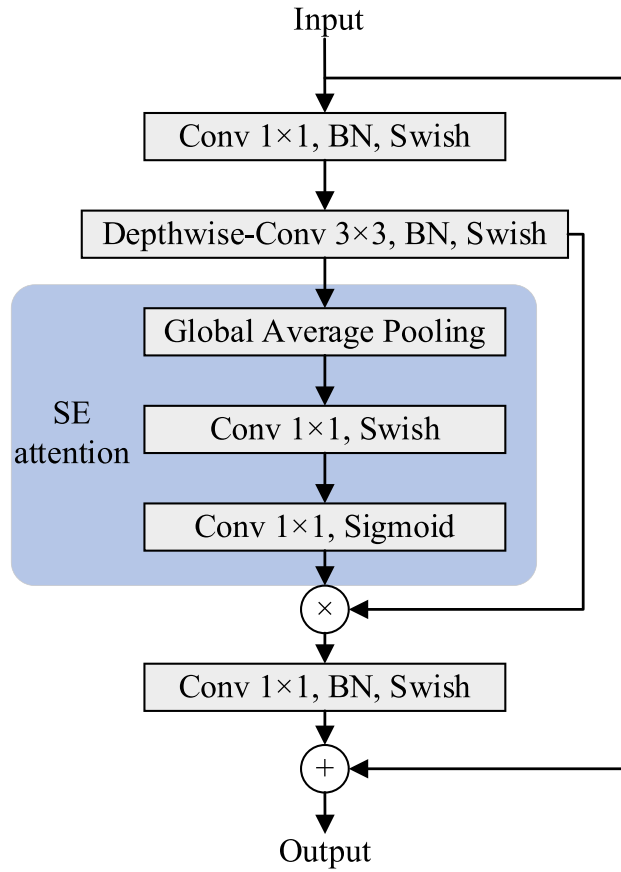 Input
Conv 1×1, BN, Swish
Depthwise-Conv 3×3, BN, Swish
Global Average Pooling
SE
attention
Conv 1×1, Swish
Conv 1×1, Sigmoid
×
Conv 1×1, BN, Swish
+
Output